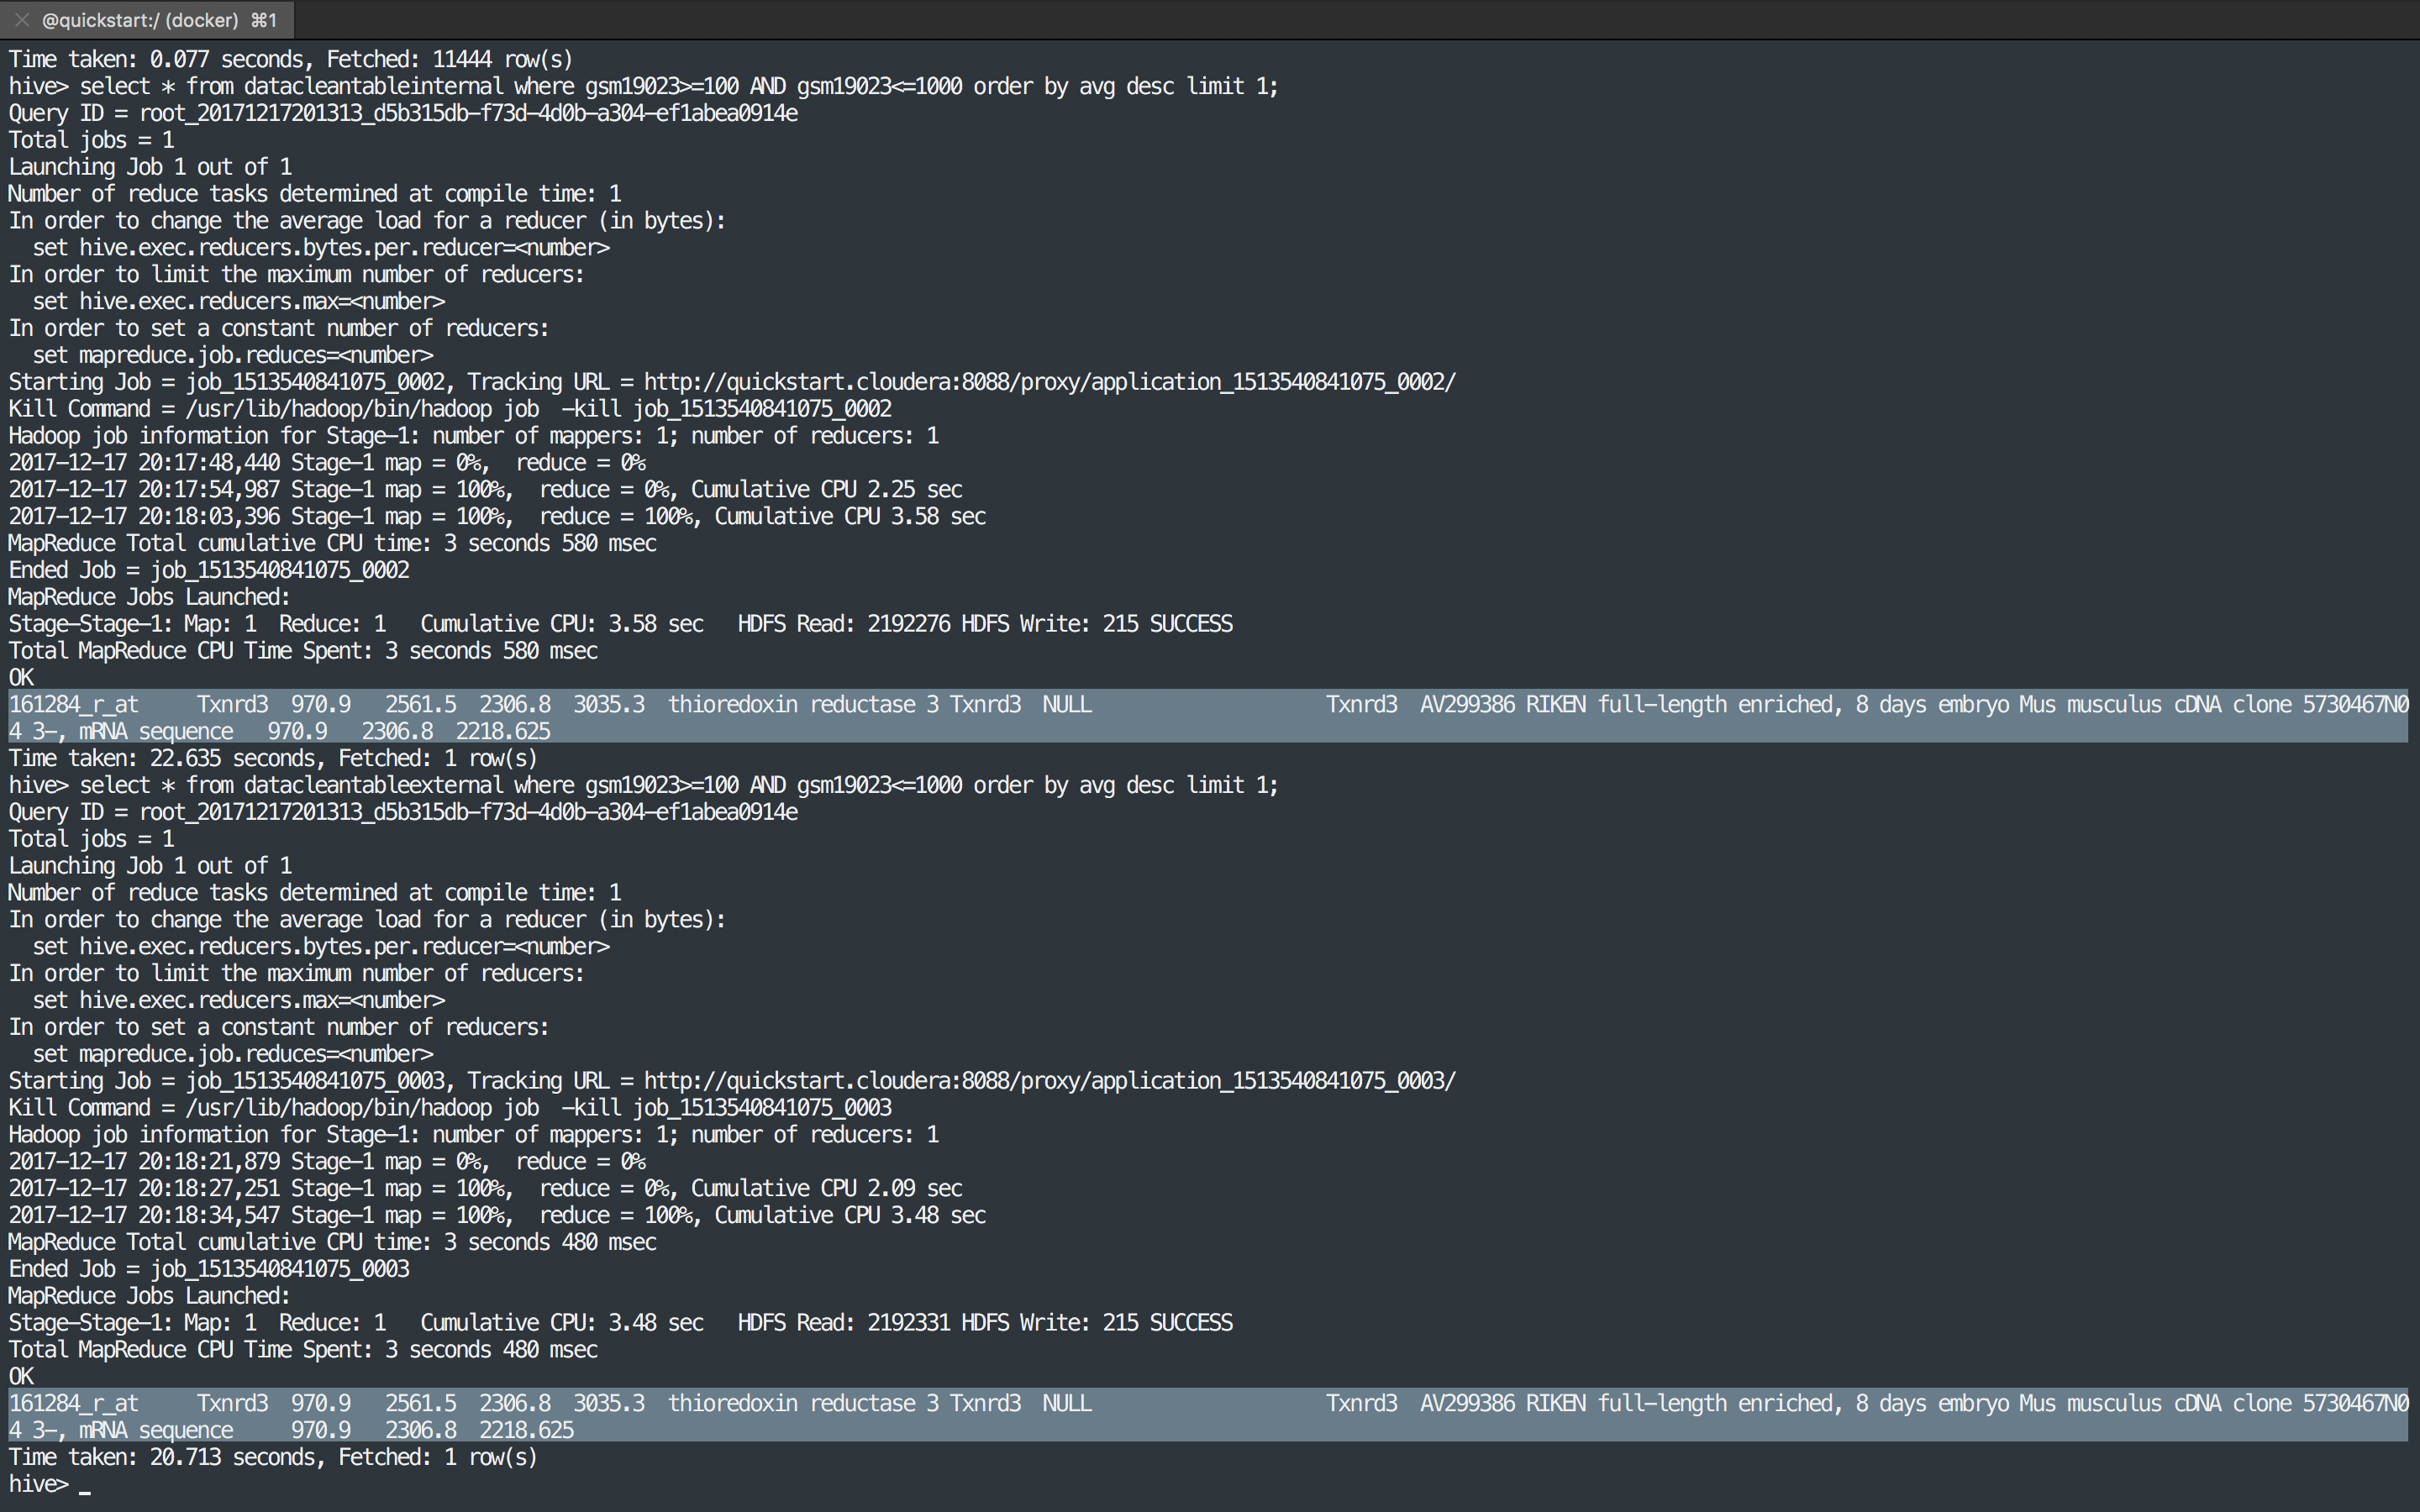 @quickstart:/ (docker) ⌘1
Time taken: 0.077 seconds, Fetched: 11444 row(s)
hive> select * from datacleantableinternal where gsm19023>=100 AND gsm19023<=1000 order by avg desc limit 1;
Query ID = root_20171217201313_d5b315db-f73d-4d0b-a304-ef1abea0914e
Total jobs = 1
Launching Job 1 out of 1
Number of reduce tasks determined at compile time: 1
In order to change the average load for a reducer (in bytes):
  set hive.exec.reducers.bytes.per.reducer=<number>
In order to limit the maximum number of reducers:
  set hive.exec.reducers.max=<number>
In order to set a constant number of reducers:
  set mapreduce.job.reduces=<number>
Starting Job = job_1513540841075_0002, Tracking URL = http://quickstart.cloudera:8088/proxy/application_1513540841075_0002/
Kill Command = /usr/lib/hadoop/bin/hadoop job  -kill job_1513540841075_0002
Hadoop job information for Stage-1: number of mappers: 1; number of reducers: 1
2017-12-17 20:17:48,440 Stage-1 map = 0%,  reduce = 0%
2017-12-17 20:17:54,987 Stage-1 map = 100%,  reduce = 0%, Cumulative CPU 2.25 sec
2017-12-17 20:18:03,396 Stage-1 map = 100%,  reduce = 100%, Cumulative CPU 3.58 sec
MapReduce Total cumulative CPU time: 3 seconds 580 msec
Ended Job = job_1513540841075_0002
MapReduce Jobs Launched:
Stage-Stage-1: Map: 1  Reduce: 1   Cumulative CPU: 3.58 sec   HDFS Read: 2192276 HDFS Write: 215 SUCCESS
Total MapReduce CPU Time Spent: 3 seconds 580 msec
OK
161284_r_at     Txnrd3  970.9   2561.5  2306.8  3035.3  thioredoxin reductase 3 Txnrd3  NULL                    Txnrd3  AV299386 RIKEN full-length enriched, 8 days embryo Mus musculus cDNA clone 5730467N0
4 3-, mRNA sequence   970.9   2306.8  2218.625
Time taken: 22.635 seconds, Fetched: 1 row(s)
hive> select * from datacleantableexternal where gsm19023>=100 AND gsm19023<=1000 order by avg desc limit 1;
Query ID = root_20171217201313_d5b315db-f73d-4d0b-a304-ef1abea0914e
Total jobs = 1
Launching Job 1 out of 1
Number of reduce tasks determined at compile time: 1
In order to change the average load for a reducer (in bytes):
  set hive.exec.reducers.bytes.per.reducer=<number>
In order to limit the maximum number of reducers:
  set hive.exec.reducers.max=<number>
In order to set a constant number of reducers:
  set mapreduce.job.reduces=<number>
Starting Job = job_1513540841075_0003, Tracking URL = http://quickstart.cloudera:8088/proxy/application_1513540841075_0003/
Kill Command = /usr/lib/hadoop/bin/hadoop job  -kill job_1513540841075_0003
Hadoop job information for Stage-1: number of mappers: 1; number of reducers: 1
2017-12-17 20:18:21,879 Stage-1 map = 0%,  reduce = 0%
2017-12-17 20:18:27,251 Stage-1 map = 100%,  reduce = 0%, Cumulative CPU 2.09 sec
2017-12-17 20:18:34,547 Stage-1 map = 100%,  reduce = 100%, Cumulative CPU 3.48 sec
MapReduce Total cumulative CPU time: 3 seconds 480 msec
Ended Job = job_1513540841075_0003
MapReduce Jobs Launched:
Stage-Stage-1: Map: 1  Reduce: 1   Cumulative CPU: 3.48 sec   HDFS Read: 2192331 HDFS Write: 215 SUCCESS
Total MapReduce CPU Time Spent: 3 seconds 480 msec
OK
161284_r_at     Txnrd3  970.9   2561.5  2306.8  3035.3  thioredoxin reductase 3 Txnrd3  NULL                    Txnrd3  AV299386 RIKEN full-length enriched, 8 days embryo Mus musculus cDNA clone 5730467N0
4 3-, mRNA sequence     970.9   2306.8  2218.625
Time taken: 20.713 seconds, Fetched: 1 row(s)
hive> _